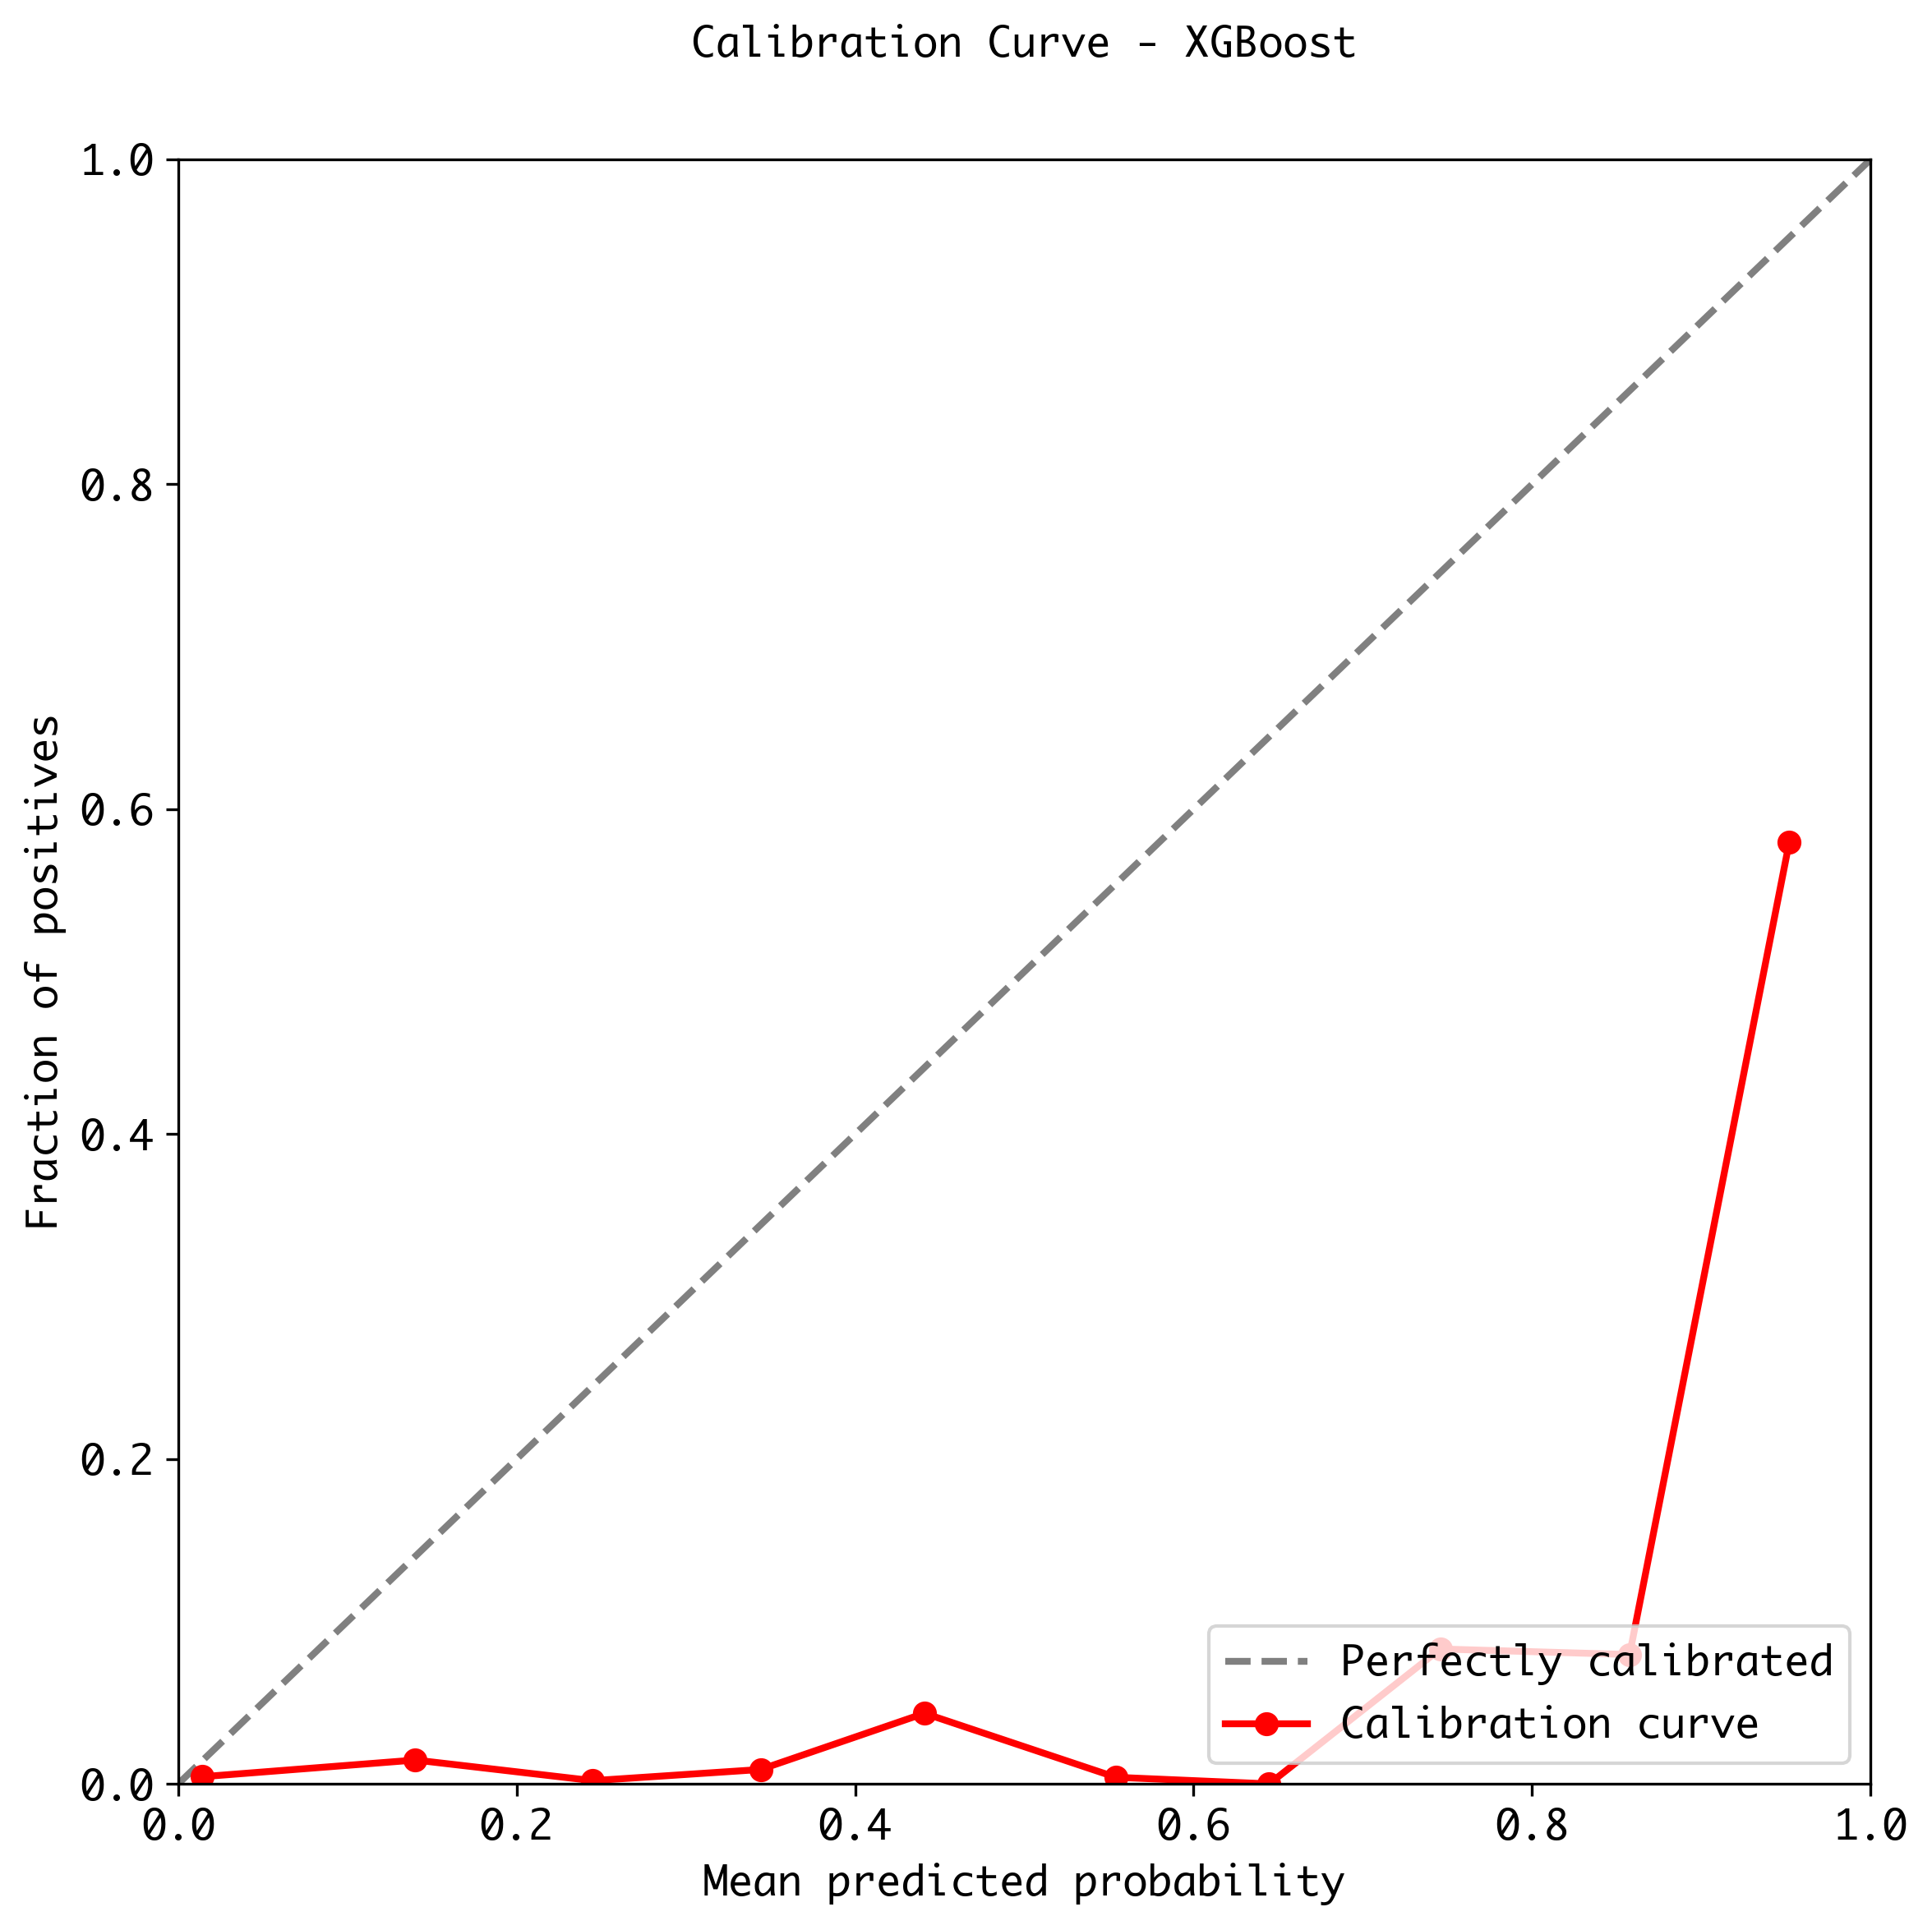 Calibration Curve - XGBoost
1.0
0.8
0.6
0.4
0.2
0.0
Fraction of positives
0.0 0.2 0.4 0.6 0.8 1.0
Mean predicted probability
Perfectly calibrated
Calibration curve